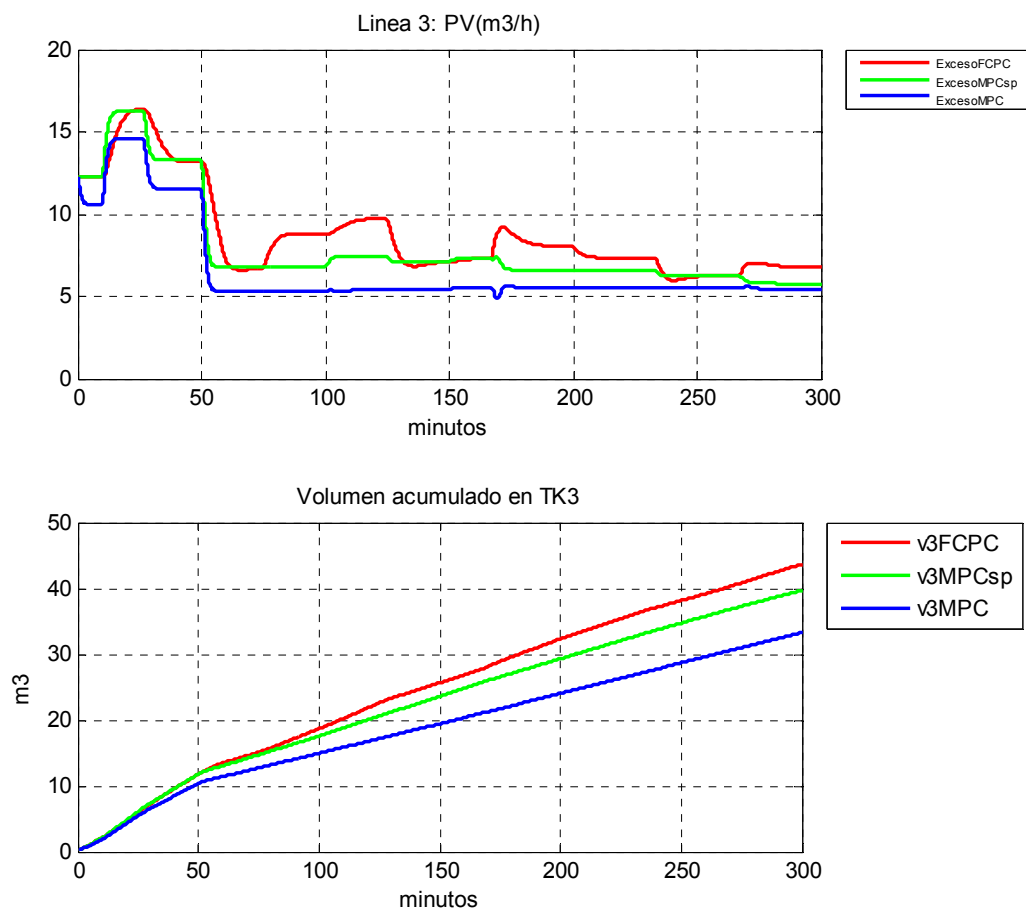 Linea 3: PV(m3/h)
20
15
10
5
0
0 50 100 150 200 250 300
minutos
ExcesoFCPC
ExcesoMPCsp
ExcesoMPC
Volumen acumulado en TK3
50
40
30
20
10
0
m3
0 50 100 150 200 250 300
minutos
v3FCPC
v3MPCsp
v3MPC